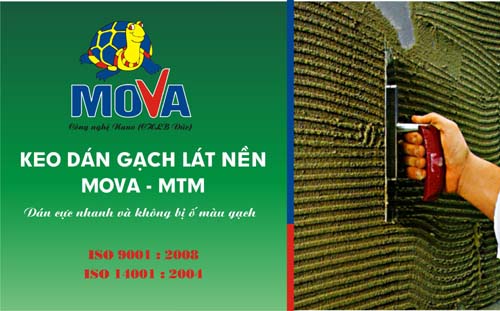 MOVA
Công nghệ Nano (CHLB Đức)
KEO DÁN GẠCH LÁT NỀN
MOVA - MTM
Dán cực nhanh và không bị ố màu gạch
ISO 9001 : 2008
ISO 14001 : 2004